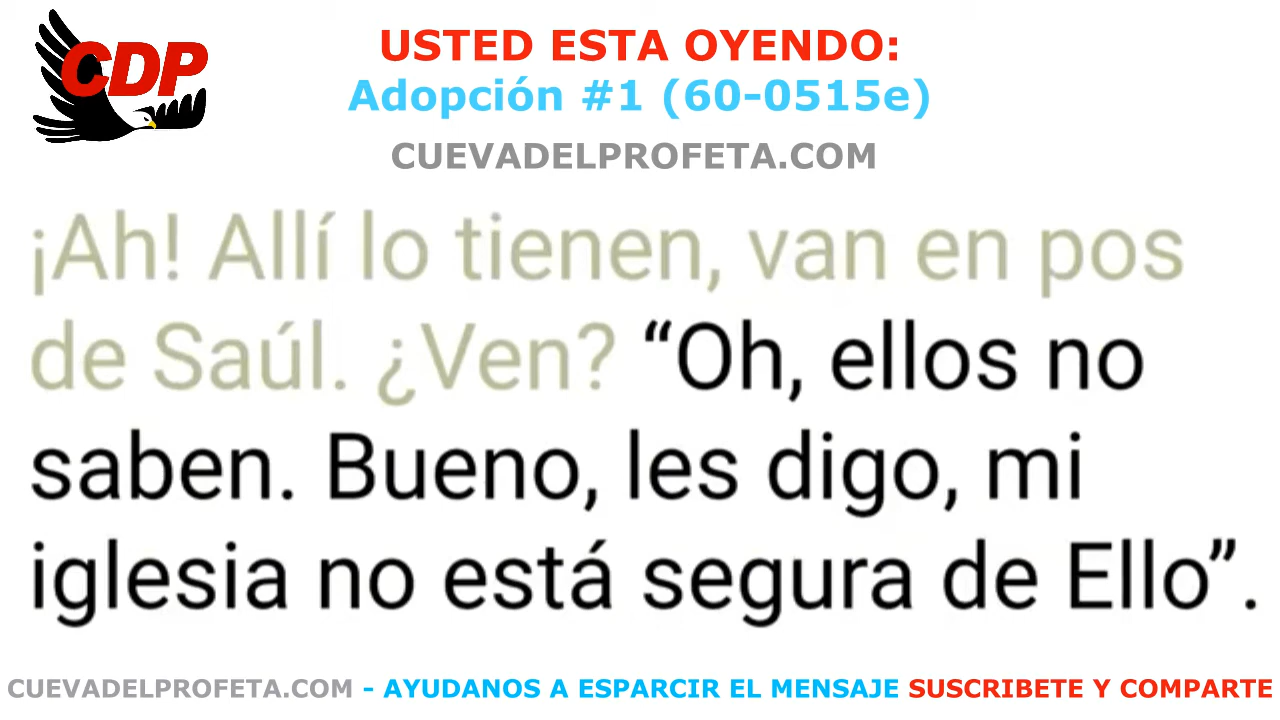 CDP
USTED ESTA OYENDO:
Adopción #1 (60-0515e)
CUEVADELPROFETA.COM
¡Ah! Allí lo tienen, van en pos
de Saúl. ¿Ven? “Oh, ellos no
saben. Bueno, les digo, mi
iglesia no está segura de Ello”.
CUEVADELPROFETA.COM - AYUDANOS A ESPARCIR EL MENSAJE SUSCRIBETE Y COMPARTE